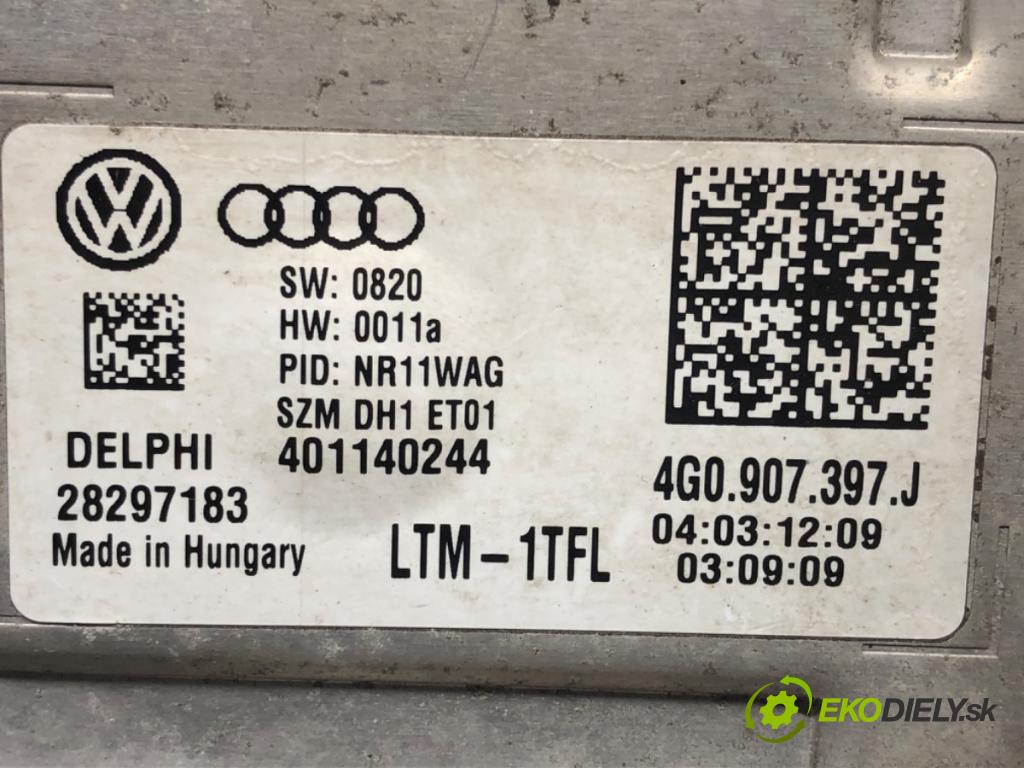 SW: 0820
HW: 0011a
PID: NR11WAG
SZM DH1 ET01
401140244
DELPHI
28297183
Made in Hungary
LTM-1TFL
4G0.907.397.J
04:03:12:09
03:09:09
EKODIELY.sk